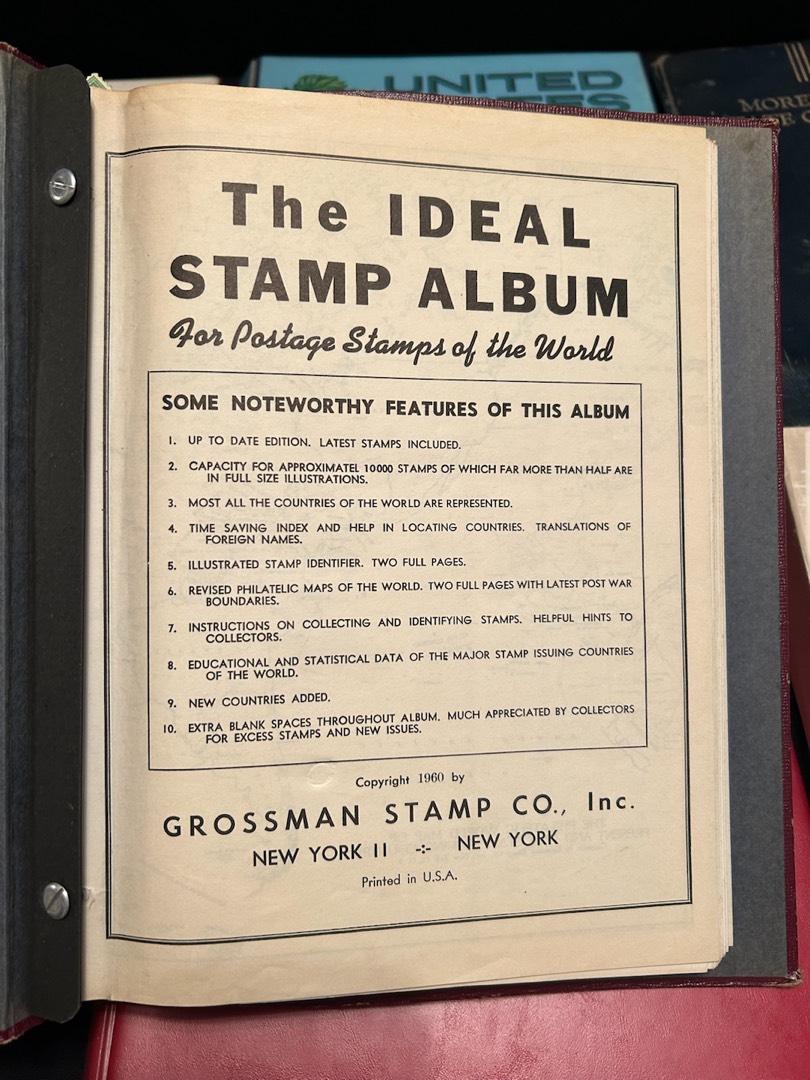 UNITED
The IDEAL
STAMP ALBUM
For Postage Stamps of the World
SOME NOTEWORTHY FEATURES OF THIS ALBUM
1. UP TO DATE EDITION. LATEST STAMPS INCLUDED.
2. CAPACITY FOR APPROXIMATEL 10000 STAMPS OF WHICH FAR MORE THAN HALF ARE
IN FULL SIZE ILLUSTRATIONS.
3. MOST ALL THE COUNTRIES OF THE WORLD ARE REPRESENTED.
4. TIME SAVING INDEX AND HELP IN LOCATING COUNTRIES. TRANSLATIONS OF
FOREIGN NAMES.
5. ILLUSTRATED STAMP IDENTIFIER. TWO FULL PAGES.
6. REVISED PHILATELIC MAPS OF THE WORLD. TWO FULL PAGES WITH LATEST POST WAR
BOUNDARIES.
7. INSTRUCTIONS ON COLLECTING AND IDENTIFYING STAMPS. HELPFUL HINTS TO
COLLECTORS.
8. EDUCATIONAL AND STATISTICAL DATA OF THE MAJOR STAMP ISSUING COUNTRIES
OF THE WORLD.
9. NEW COUNTRIES ADDED.
10. EXTRA BLANK SPACES THROUGHOUT ALBUM. MUCH APPRECIATED BY COLLECTORS
FOR EXCESS STAMPS AND NEW ISSUES.
Copyright 1960 by
GROSSMAN STAMP CO., Inc.
NEW YORK 11 -:- NEW YORK
Printed in U.S.A.